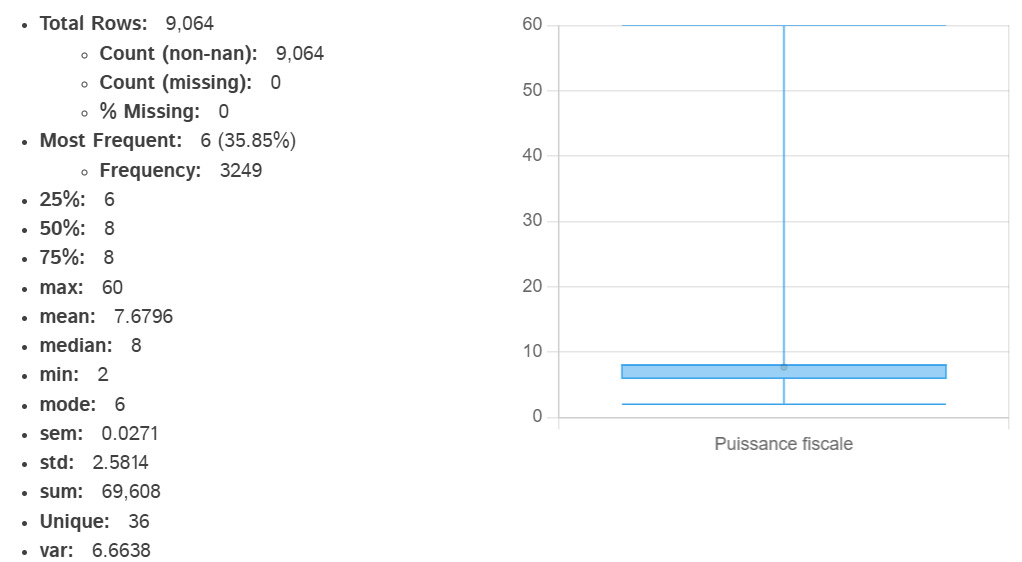 Total Rows: 9,064
Count (non-nan): 9,064
Count (missing): 0
% Missing: 0
Most Frequent: 6 (35.85%)
Frequency: 3249
25%: 6
50%: 8
75%: 8
max: 60
mean: 7.6796
median: 8
min: 2
mode: 6
sem: 0.0271
std: 2.5814
sum: 69,608
Unique: 36
var: 6.6638
60
50
40
30
20
10
0
Puissance fiscale